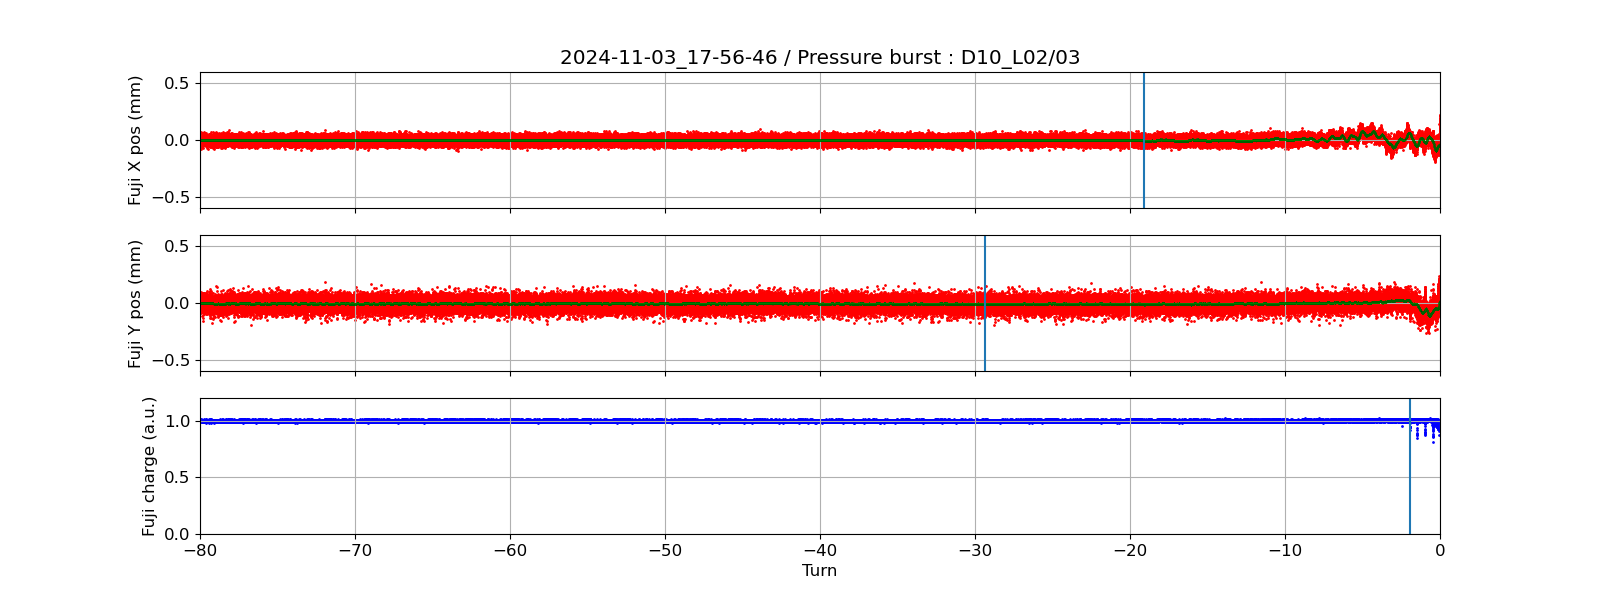 2024-11-03_17-56-46 / Pressure burst : D10_L02/03
Fuji X pos (mm)
0.5
0.0
−0.5
Fuji Y pos (mm)
0.5
0.0
−0.5
Fuji charge (a.u.)
1.0
0.5
0.0
−80 −70 −60 −50 −40 −30 −20 −10 0
Turn